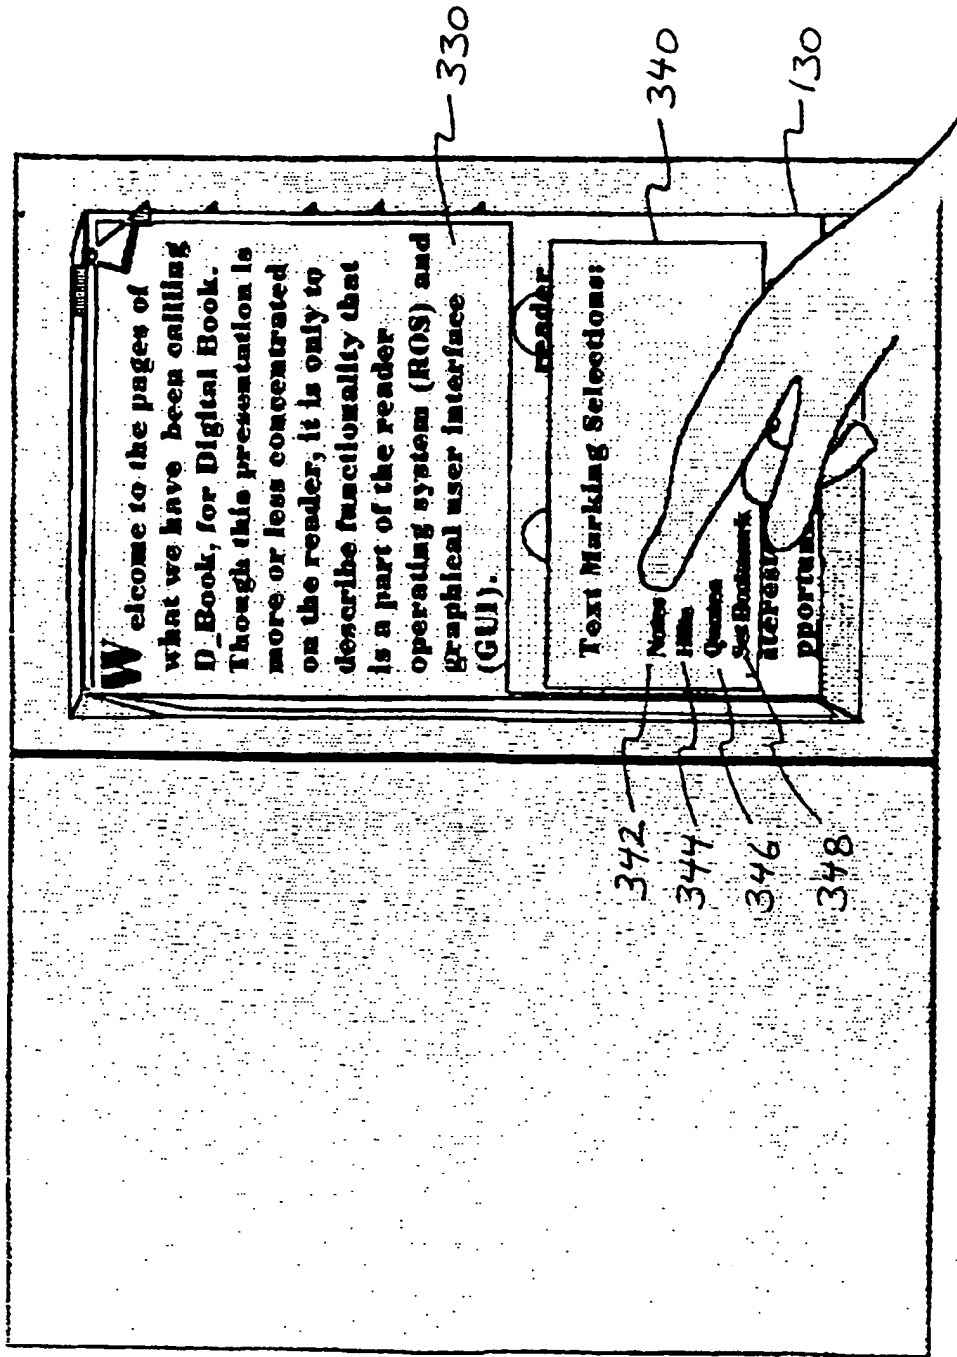 Welcome to the pages of
what we have been calling
D_Book, for Digital Book.
Though this presentation is
more or less concentrated
on the reader, it is only to
describe functionality that
is a part of the reader
operating system (ROS) and
graphical user interface
(GUI).
reader
Text Marking Selections:
Notes
Quotes
Set Bookmark
pportun
330
340
130
342
344
346
348